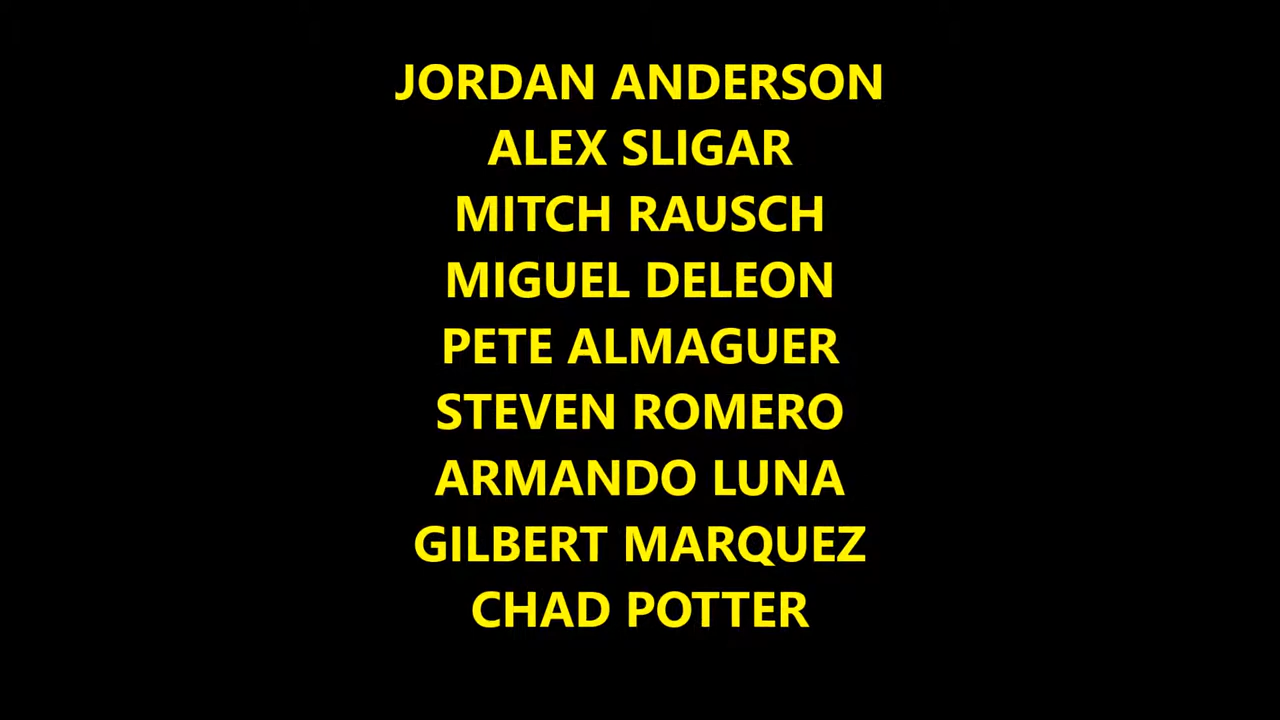 JORDAN ANDERSON
ALEX SLIGAR
MITCH RAUSCH
MIGUEL DELEON
PETE ALMAGUER
STEVEN ROMERO
ARMANDO LUNA
GILBERT MARQUEZ
CHAD POTTER